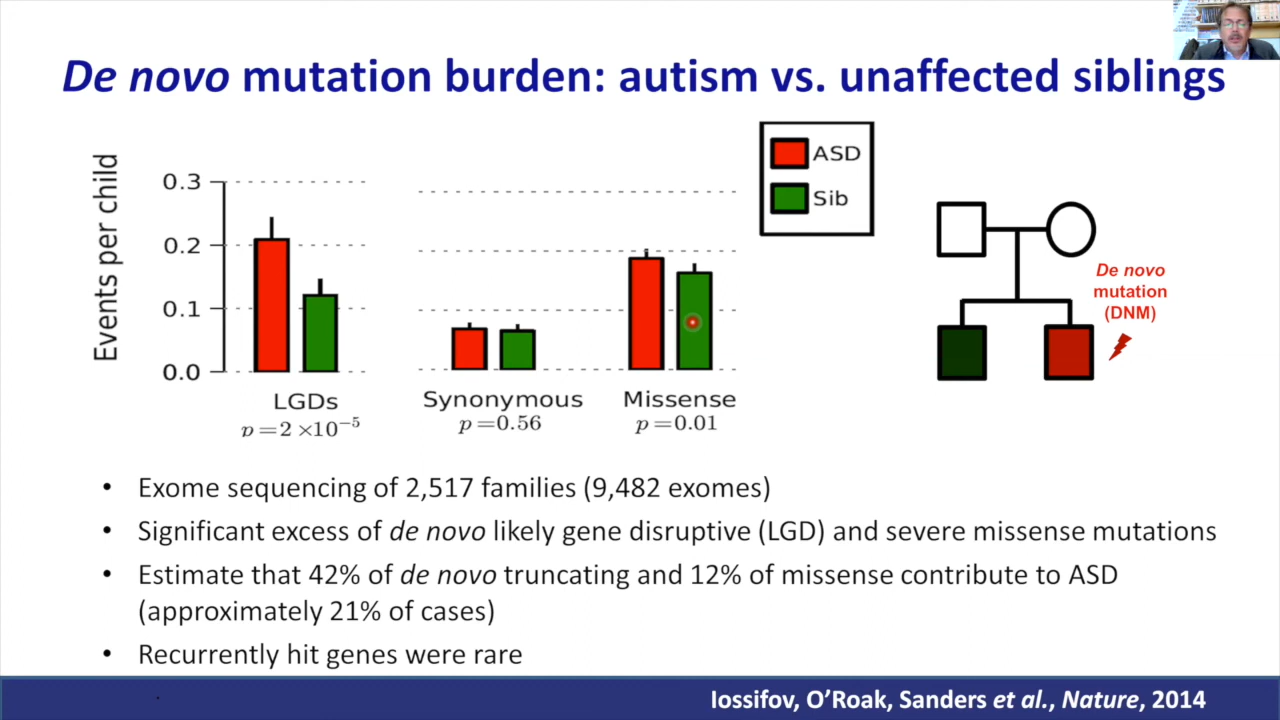 De novo mutation burden: autism vs. unaffected siblings
Events per child
0.3
0.2
0.1
0.0
LGDs
p=2 ×10⁻⁵
Synonymous
p=0.56
Missense
p=0.01
ASD
Sib
De novo
mutation
(DNM)
• Exome sequencing of 2,517 families (9,482 exomes)
• Significant excess of de novo likely gene disruptive (LGD) and severe missense mutations
• Estimate that 42% of de novo truncating and 12% of missense contribute to ASD
(approximately 21% of cases)
• Recurrently hit genes were rare
Iossifov, O’Roak, Sanders et al., Nature, 2014